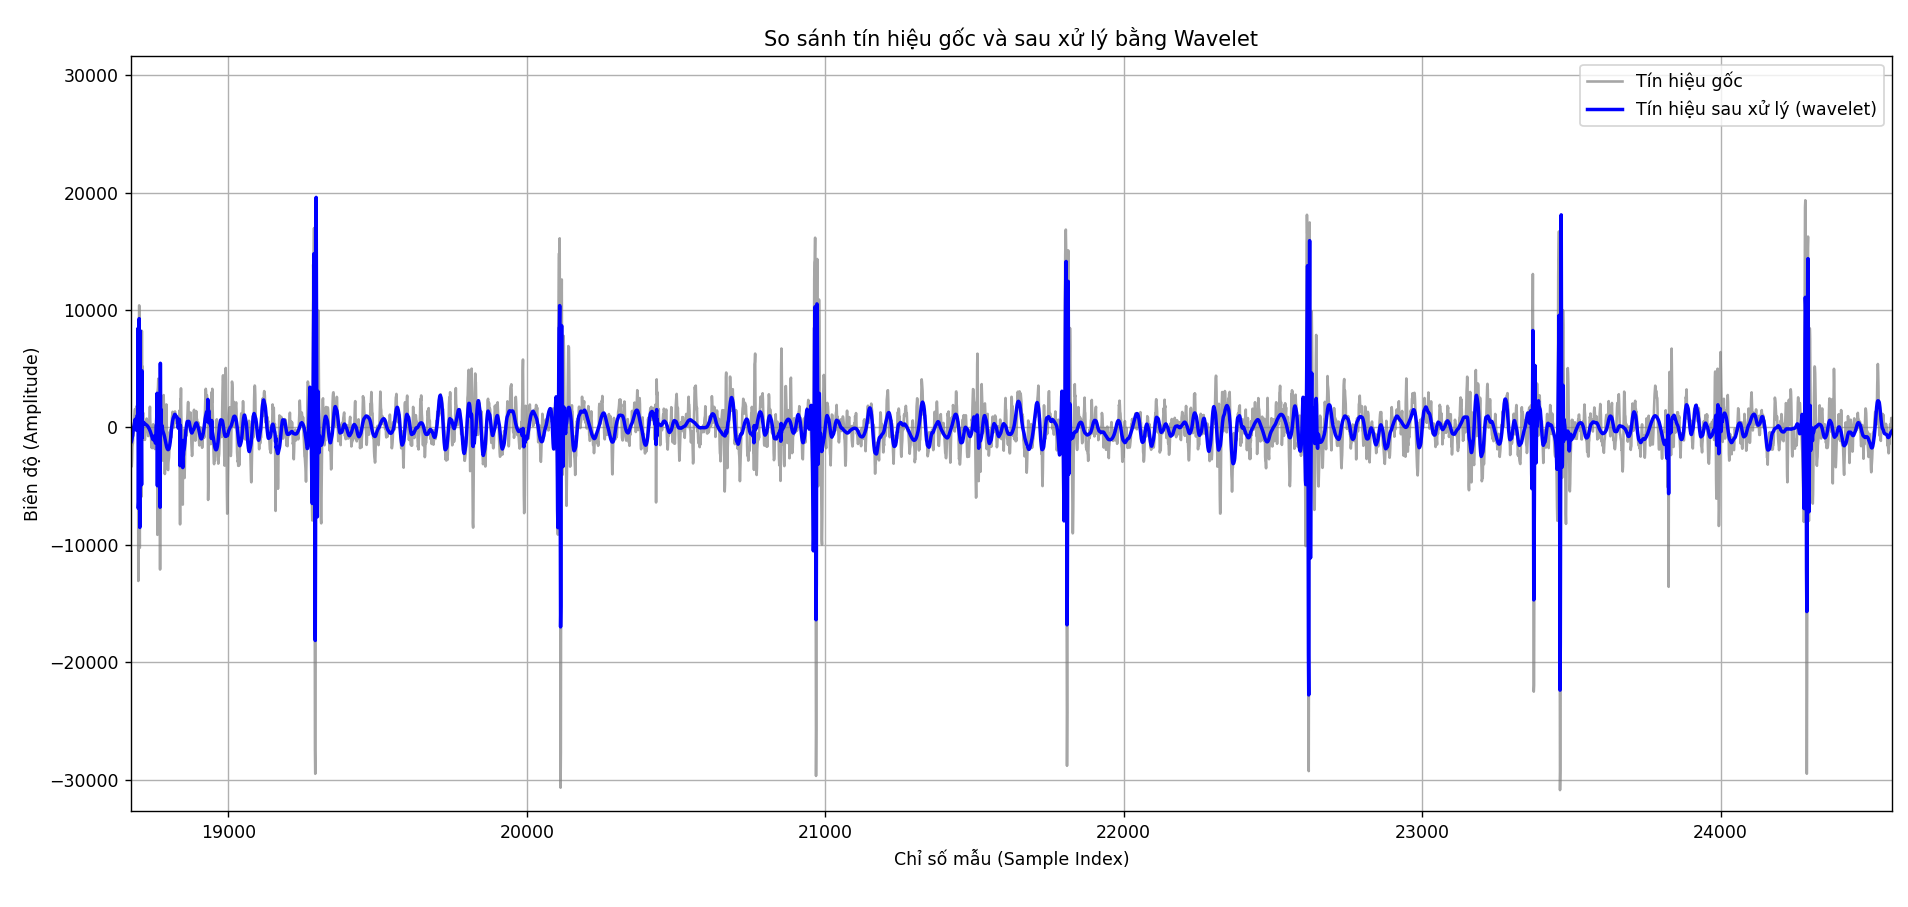 So sánh tín hiệu gốc và sau xử lý bằng Wavelet
Tín hiệu gốc
Tín hiệu sau xử lý (wavelet)
Biên độ (Amplitude)
30000
20000
10000
0
−10000
−20000
−30000
19000 20000 21000 22000 23000 24000
Chỉ số mẫu (Sample Index)